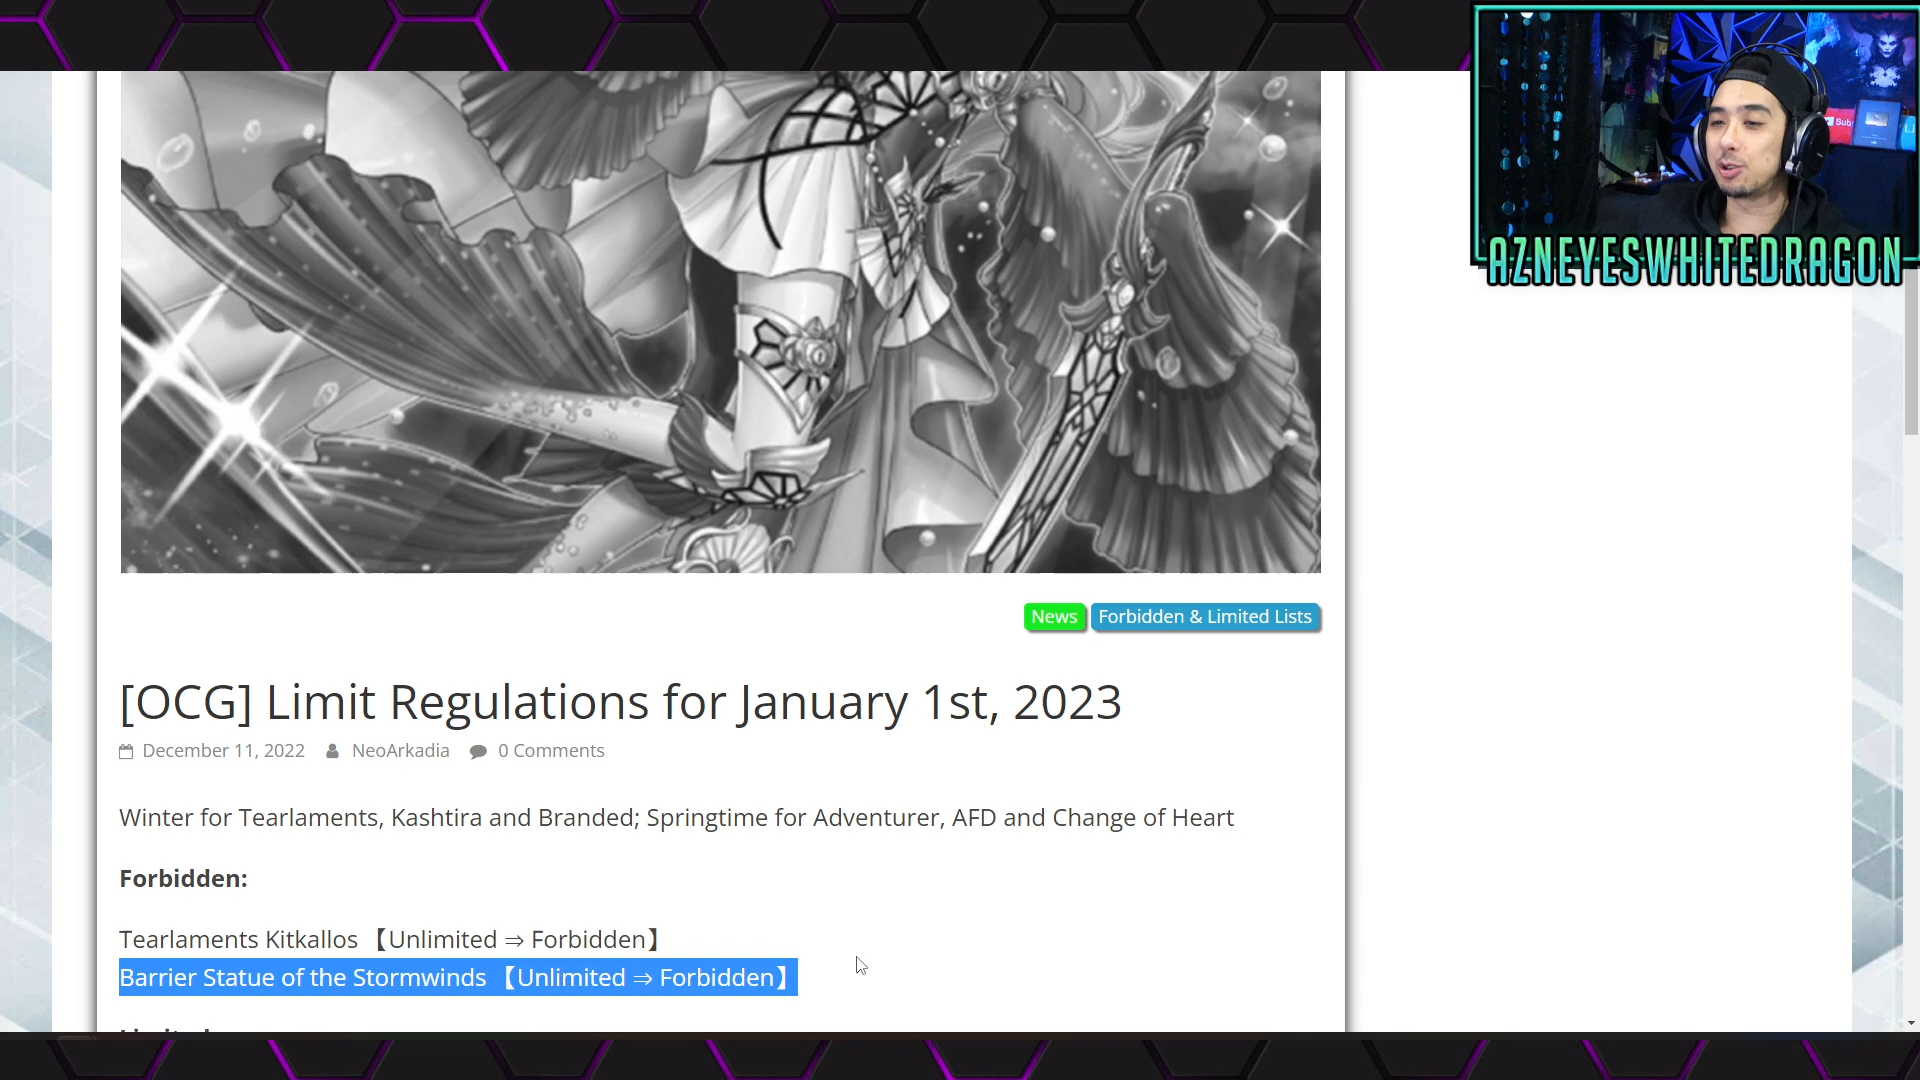 Sub
AZNEYESWHITEDRAGON
News
Forbidden & Limited Lists
[OCG] Limit Regulations for January 1st, 2023
December 11, 2022 NeoArkadia 0 Comments
Winter for Tearlaments, Kashtira and Branded; Springtime for Adventurer, AFD and Change of Heart
Forbidden:
Tearlaments Kitkallos 【Unlimited ⇒ Forbidden】
Barrier Statue of the Stormwinds 【Unlimited ⇒ Forbidden】